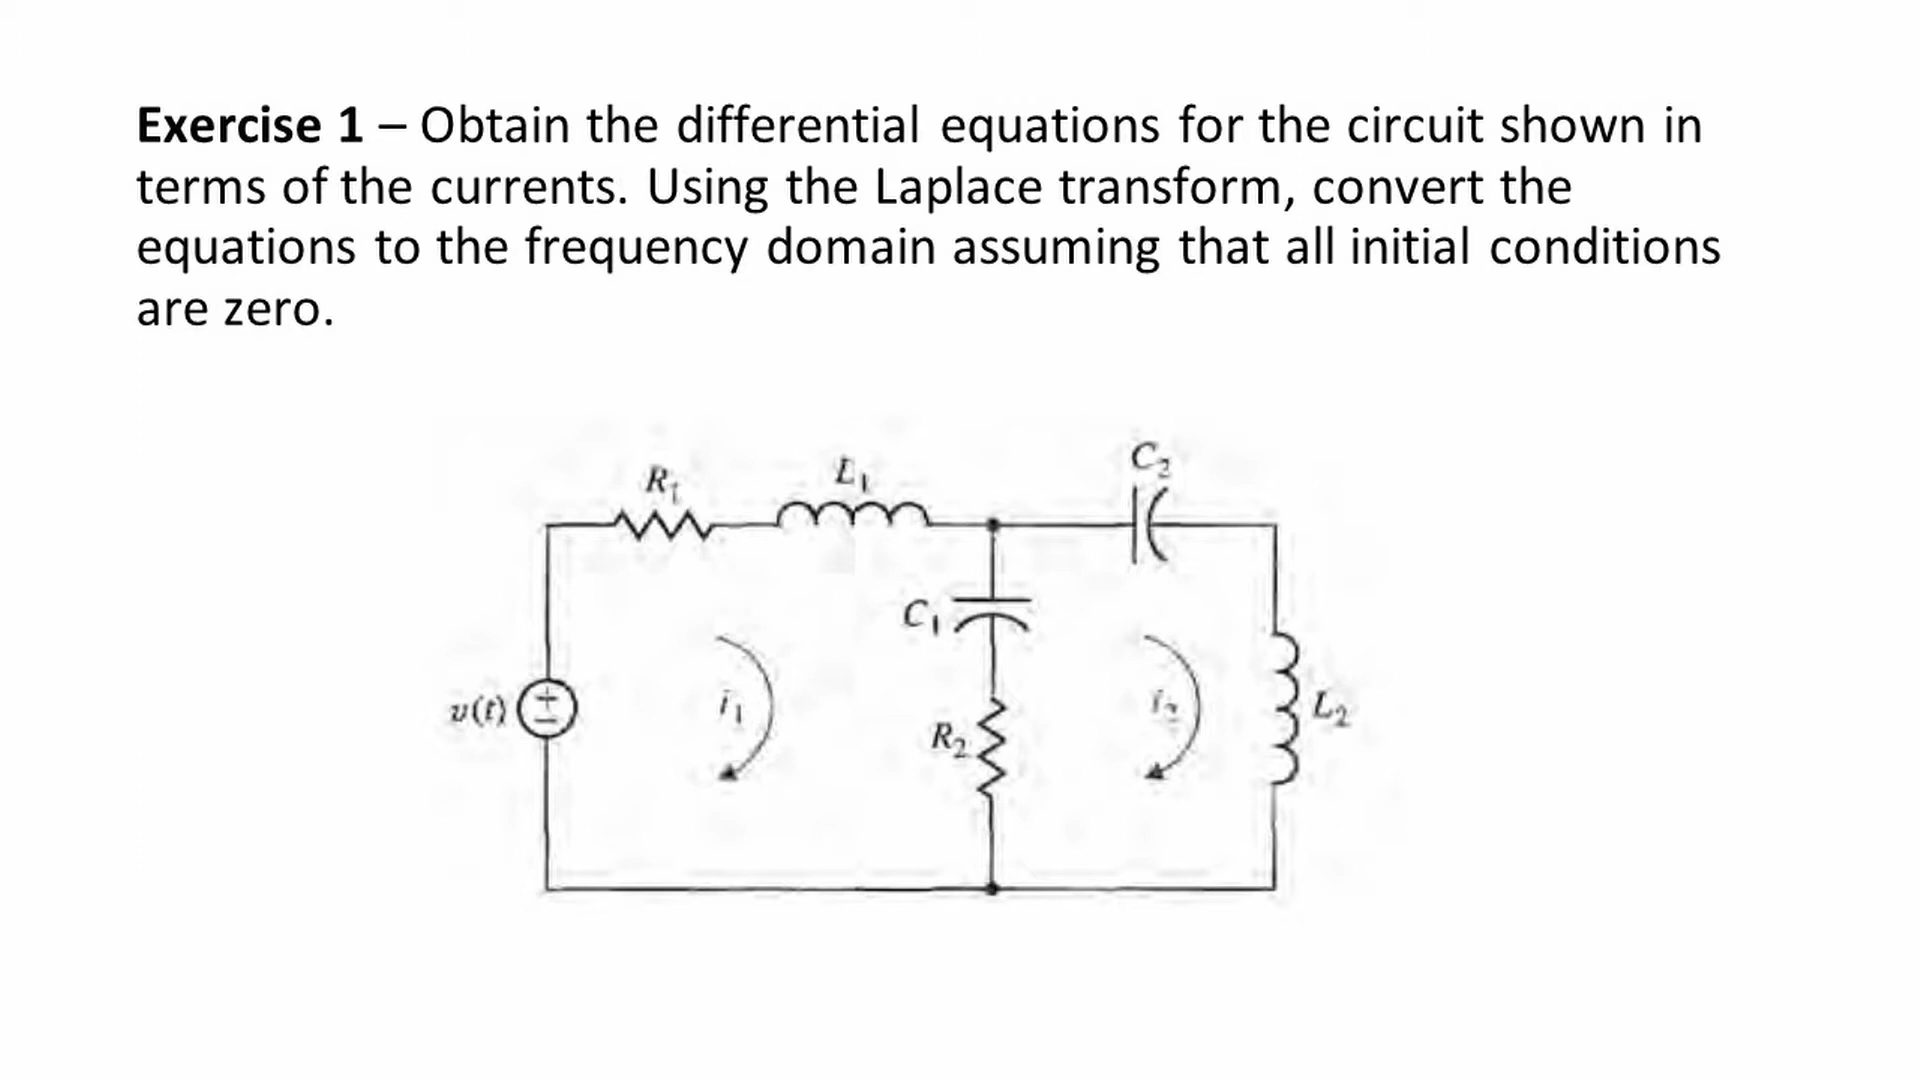 Exercise 1 – Obtain the differential equations for the circuit shown in
terms of the currents. Using the Laplace transform, convert the
equations to the frequency domain assuming that all initial conditions
are zero.
C₂
R₁
L₁
C₁
v(t)
+
−
i₁
i₂
L₂
R₂